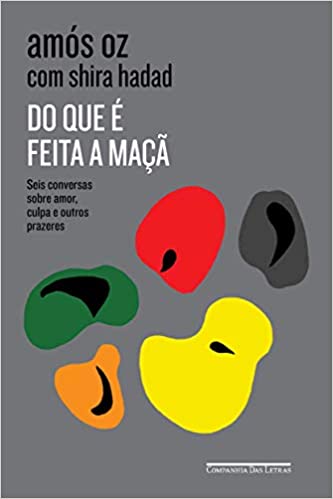 amós oz
com shira hadad
DO QUE É
FEITA A MAÇÃ
Seis conversas
sobre amor,
culpa e outros
prazeres
COMPANHIA DAS LETRAS